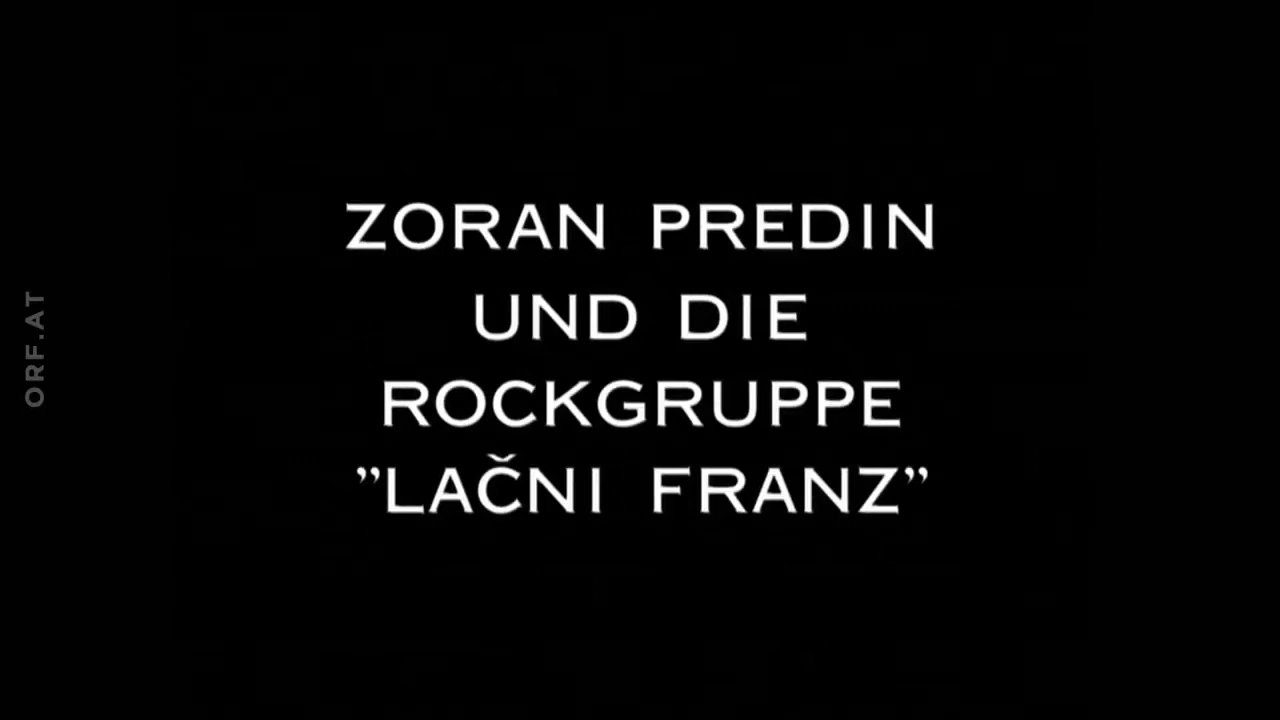 ZORAN PREDIN
UND DIE
ROCKGRUPPE
”LAČNI FRANZ”
ORF.AT